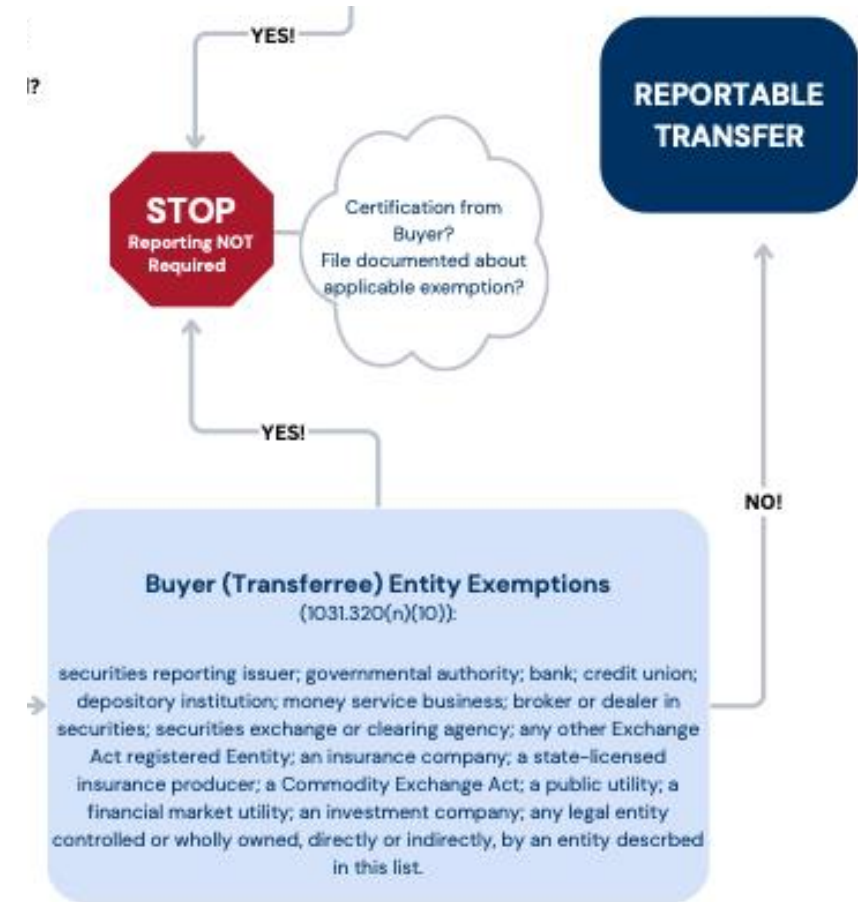 YES!
d?
REPORTABLE
TRANSFER
STOP
Reporting NOT
Required
Certification from
Buyer?
File documented about
applicable exemption?
YES!
NO!
Buyer (Transferree) Entity Exemptions
(1031.320(n)(10)):
securities reporting issuer; governmental authority; bank; credit union;
depository institution; money service business; broker or dealer in
securities; securities exchange or clearing agency; any other Exchange
Act registered Eentity; an insurance company; a state-licensed
insurance producer; a Commodity Exchange Act; a public utility; a
financial market utility; an investment company; any legal entity
controlled or wholly owned, directly or indirectly, by an entity descrbed
in this list.